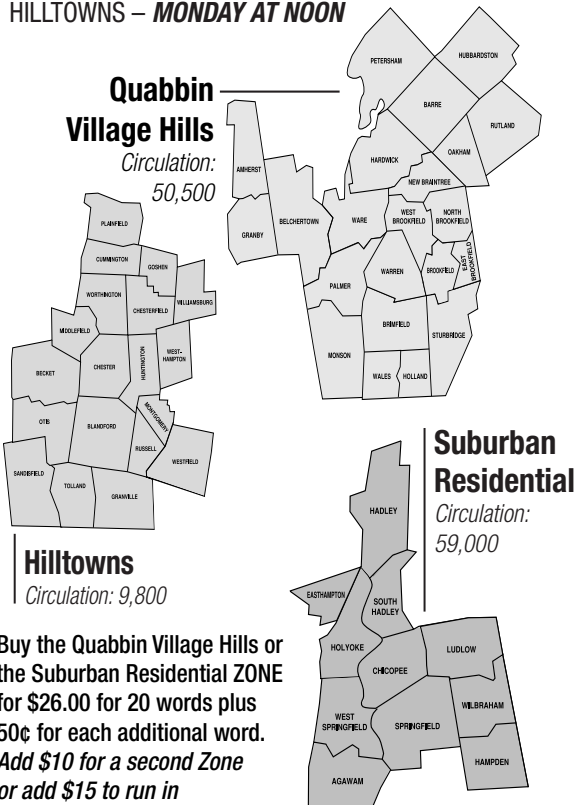 HILLTOWNS – MONDAY AT NOON
Quabbin
Village Hills
Circulation:
50,500
PETERSHAM
HUBBARDSTON
BARRE
RUTLAND
HARDWICK
OAKHAM
NEW BRAINTREE
AMHERST
GRANBY
BELCHERTOWN
WARE
WEST
BROOKFIELD
NORTH
BROOKFIELD
EAST
BROOKFIELD
BROOKFIELD
WARREN
PALMER
BRIMFIELD
STURBRIDGE
MONSON
WALES
HOLLAND
PLAINFIELD
CUMMINGTON
GOSHEN
WORTHINGTON
CHESTERFIELD
WILLIAMSBURG
MIDDLEFIELD
BECKET
CHESTER
HUNTINGTON
WEST-
HAMPTON
OTIS
BLANDFORD
MONTGOMERY
RUSSELL
WESTFIELD
SANDISFIELD
TOLLAND
GRANVILLE
Hilltowns
Circulation: 9,800
Suburban
Residential
Circulation:
59,000
HADLEY
EASTHAMPTON
SOUTH
HADLEY
HOLYOKE
CHICOPEE
LUDLOW
WEST
SPRINGFIELD
SPRINGFIELD
WILBRAHAM
AGAWAM
HAMPDEN
Buy the Quabbin Village Hills or
the Suburban Residential ZONE
for $26.00 for 20 words plus
50¢ for each additional word.
Add $10 for a second Zone
or add $15 to run in